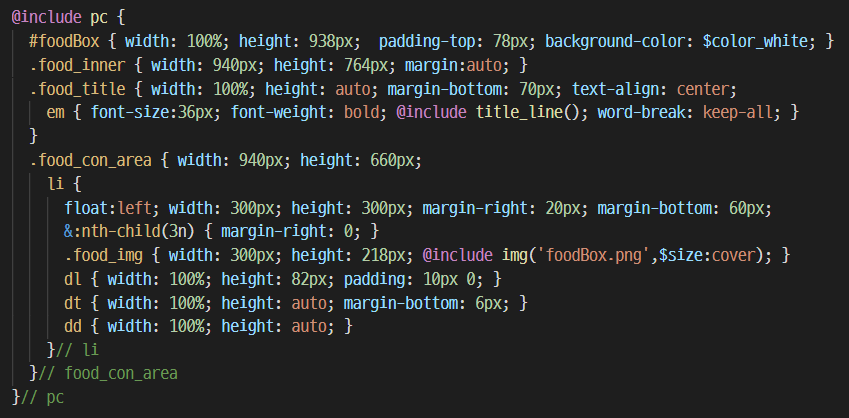 @include pc {
#foodBox { width: 100%; height: 938px;  padding-top: 78px; background-color: $color_white; }
.food_inner { width: 940px; height: 764px; margin:auto; }
.food_title { width: 100%; height: auto; margin-bottom: 70px; text-align: center;
em { font-size:36px; font-weight: bold; @include title_line(); word-break: keep-all; }
}
.food_con_area { width: 940px; height: 660px;
li {
float:left; width: 300px; height: 300px; margin-right: 20px; margin-bottom: 60px;
&:nth-child(3n) { margin-right: 0; }
.food_img { width: 300px; height: 218px; @include img('foodBox.png',$size:cover); }
dl { width: 100%; height: 82px; padding: 10px 0; }
dt { width: 100%; height: auto; margin-bottom: 6px; }
dd { width: 100%; height: auto; }
}// li
}// food_con_area
}// pc